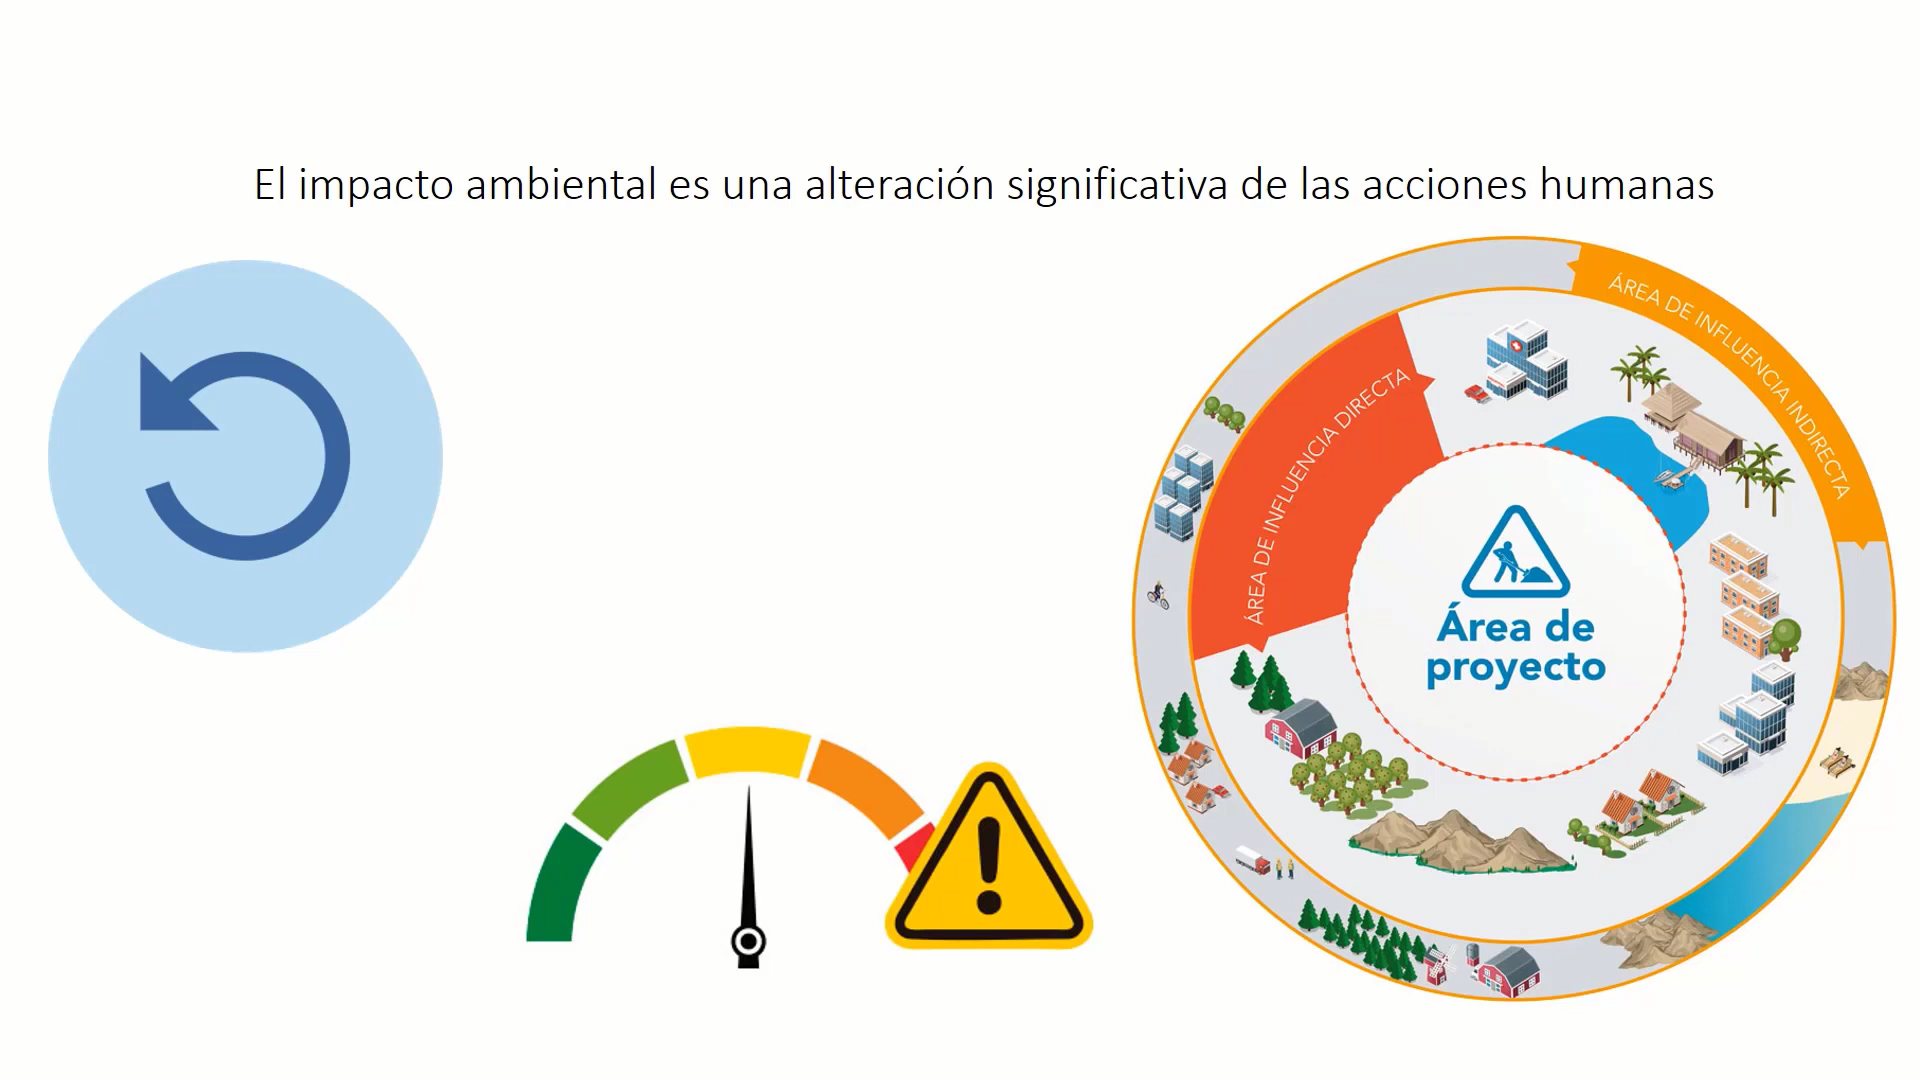 El impacto ambiental es una alteración significativa de las acciones humanas
ÁREA DE INFLUENCIA INDIRECTA
ÁREA DE INFLUENCIA DIRECTA
Área de
proyecto